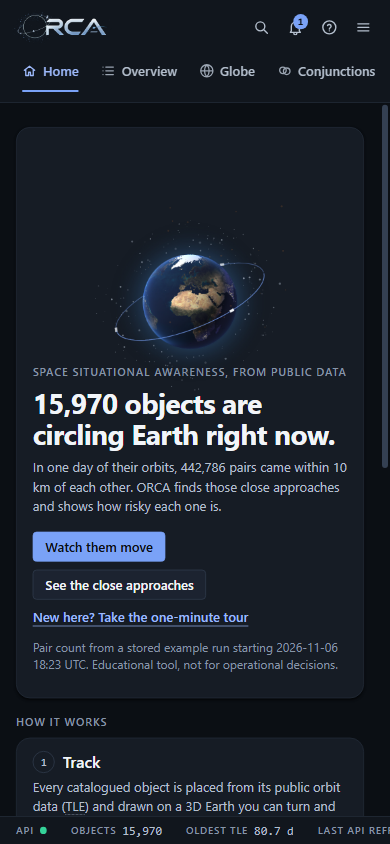 ORCA
1
Home Overview Globe Conjunctions
SPACE SITUATIONAL AWARENESS, FROM PUBLIC DATA
15,970 objects are
circling Earth right now.
In one day of their orbits, 442,786 pairs came within 10
km of each other. ORCA finds those close approaches
and shows how risky each one is.
Watch them move
See the close approaches
New here? Take the one-minute tour
Pair count from a stored example run starting 2026-11-06
18:23 UTC. Educational tool, not for operational decisions.
HOW IT WORKS
1 Track
Every catalogued object is placed from its public orbit
data (TLE) and drawn on a 3D Earth you can turn and
API OBJECTS 15,970 OLDEST TLE 80.7 d LAST API REF